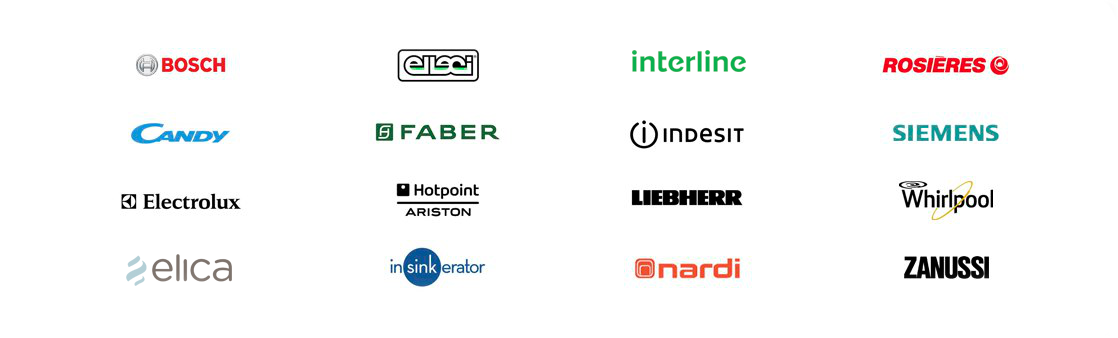 BOSCH
elleci
interline
ROSIÈRES
CANDY
FABER
indesit
SIEMENS
Electrolux
Hotpoint
ARISTON
LIEBHERR
Whirlpool
elica
insinkerator
nardi
ZANUSSI